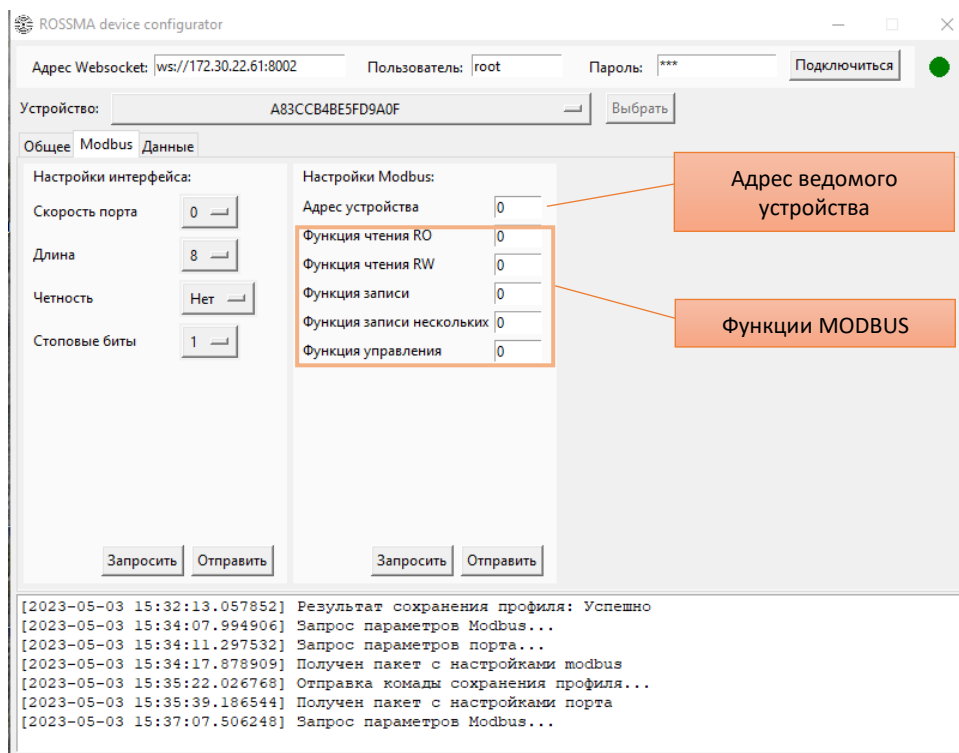 ROSSMA device configurator
Адрес Websocket: ws://172.30.22.61:8002 Пользователь: root Пароль: *** Подключиться
Устройство: A83CCB4BE5FD9A0F Выбрать
Общее Modbus Данные
Настройки интерфейса:
Скорость порта 0
Длина 8
Четность Нет
Стоповые биты 1
Запросить Отправить
Настройки Modbus:
Адрес устройства 0
Функция чтения RO 0
Функция чтения RW 0
Функция записи 0
Функция записи нескольких 0
Функция управления 0
Запросить Отправить
Адрес ведомого
устройства
Функции MODBUS
[2023-05-03 15:32:13.057852] Результат сохранения профиля: Успешно
[2023-05-03 15:34:07.994906] Запрос параметров Modbus...
[2023-05-03 15:34:11.297532] Запрос параметров порта...
[2023-05-03 15:34:17.878909] Получен пакет с настройками modbus
[2023-05-03 15:35:22.026768] Отправка комады сохранения профиля...
[2023-05-03 15:35:39.186544] Получен пакет с настройками порта
[2023-05-03 15:37:07.506248] Запрос параметров Modbus...